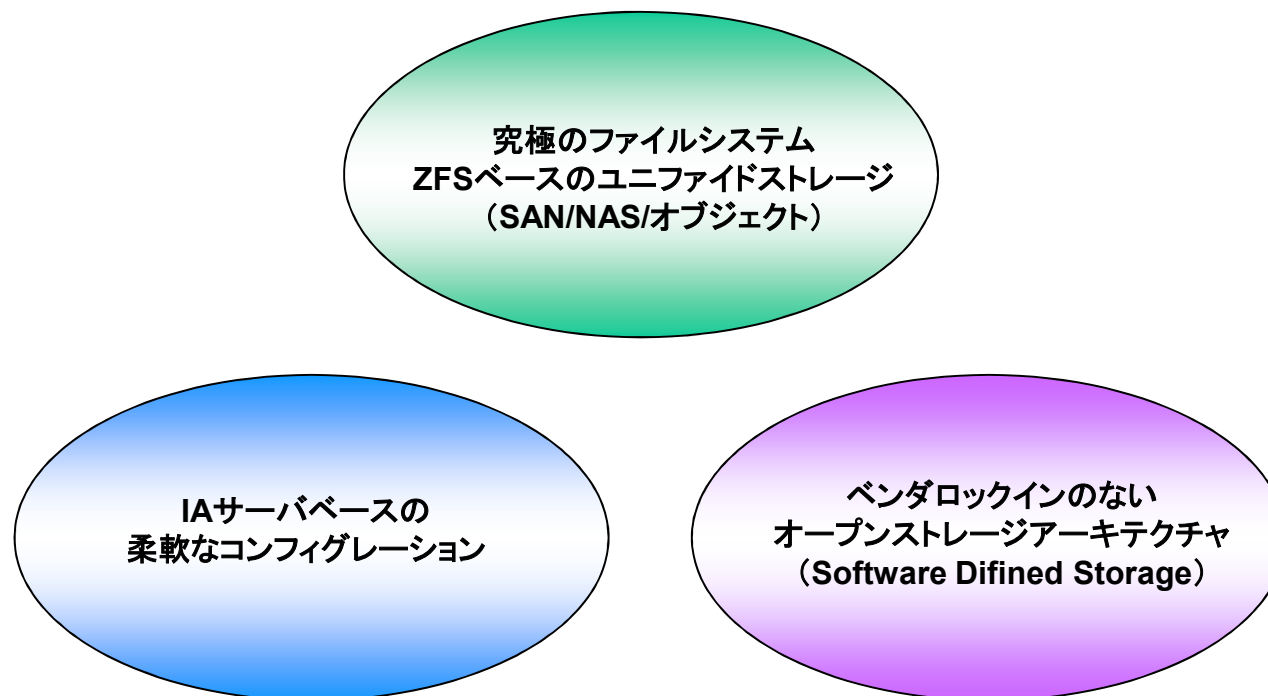 究極のファイルシステム
ZFSベースのユニファイドストレージ
（SAN/NAS/オブジェクト）
IAサーバベースの
柔軟なコンフィグレーション
ベンダロックインのない
オープンストレージアーキテクチャ
（Software Difined Storage）